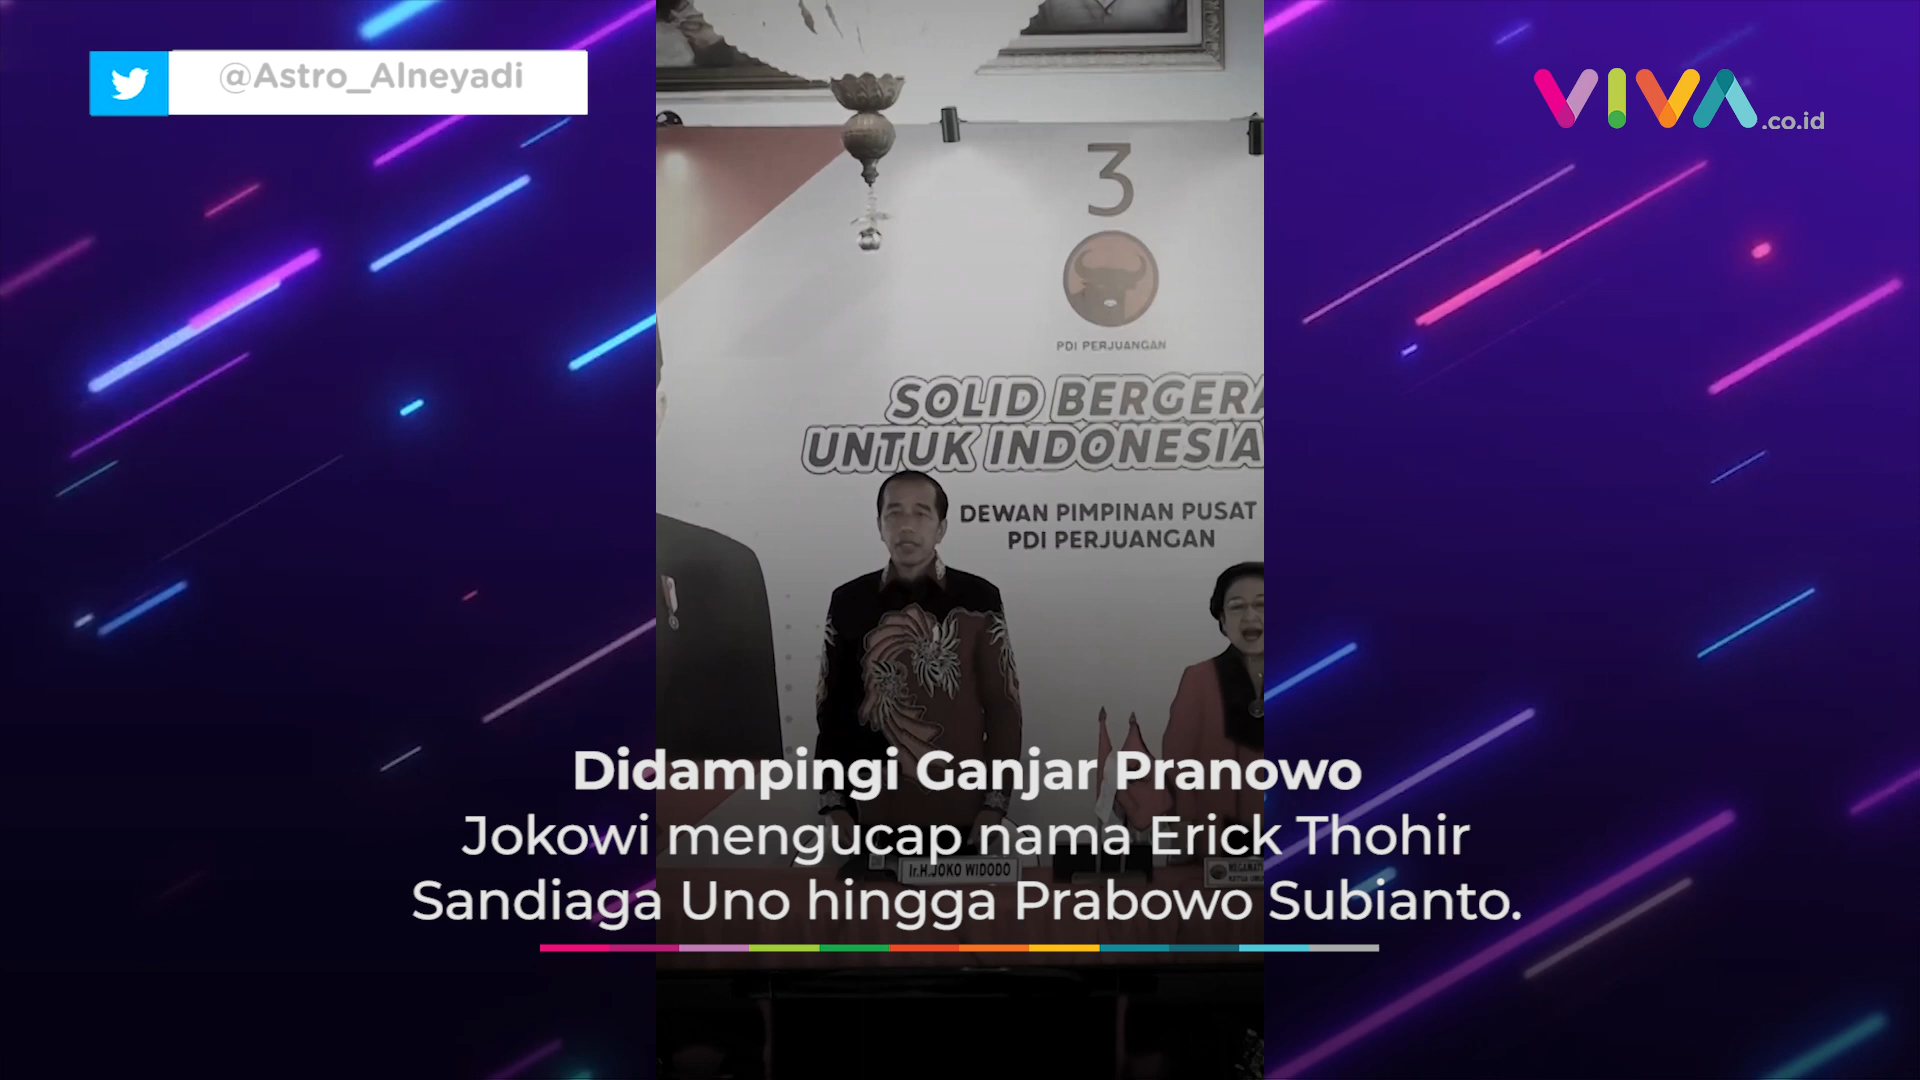 @Astro_Alneyadi
VIVA.co.id
3
PDI PERJUANGAN
SOLID BERGERA
UNTUK INDONESIA
DEWAN PIMPINAN PUSAT
PDI PERJUANGAN
Didampingi Ganjar Pranowo
Jokowi mengucap nama Erick Thohir
Ir.H.JOKO WIDODO
Sandiaga Uno hingga Prabowo Subianto.